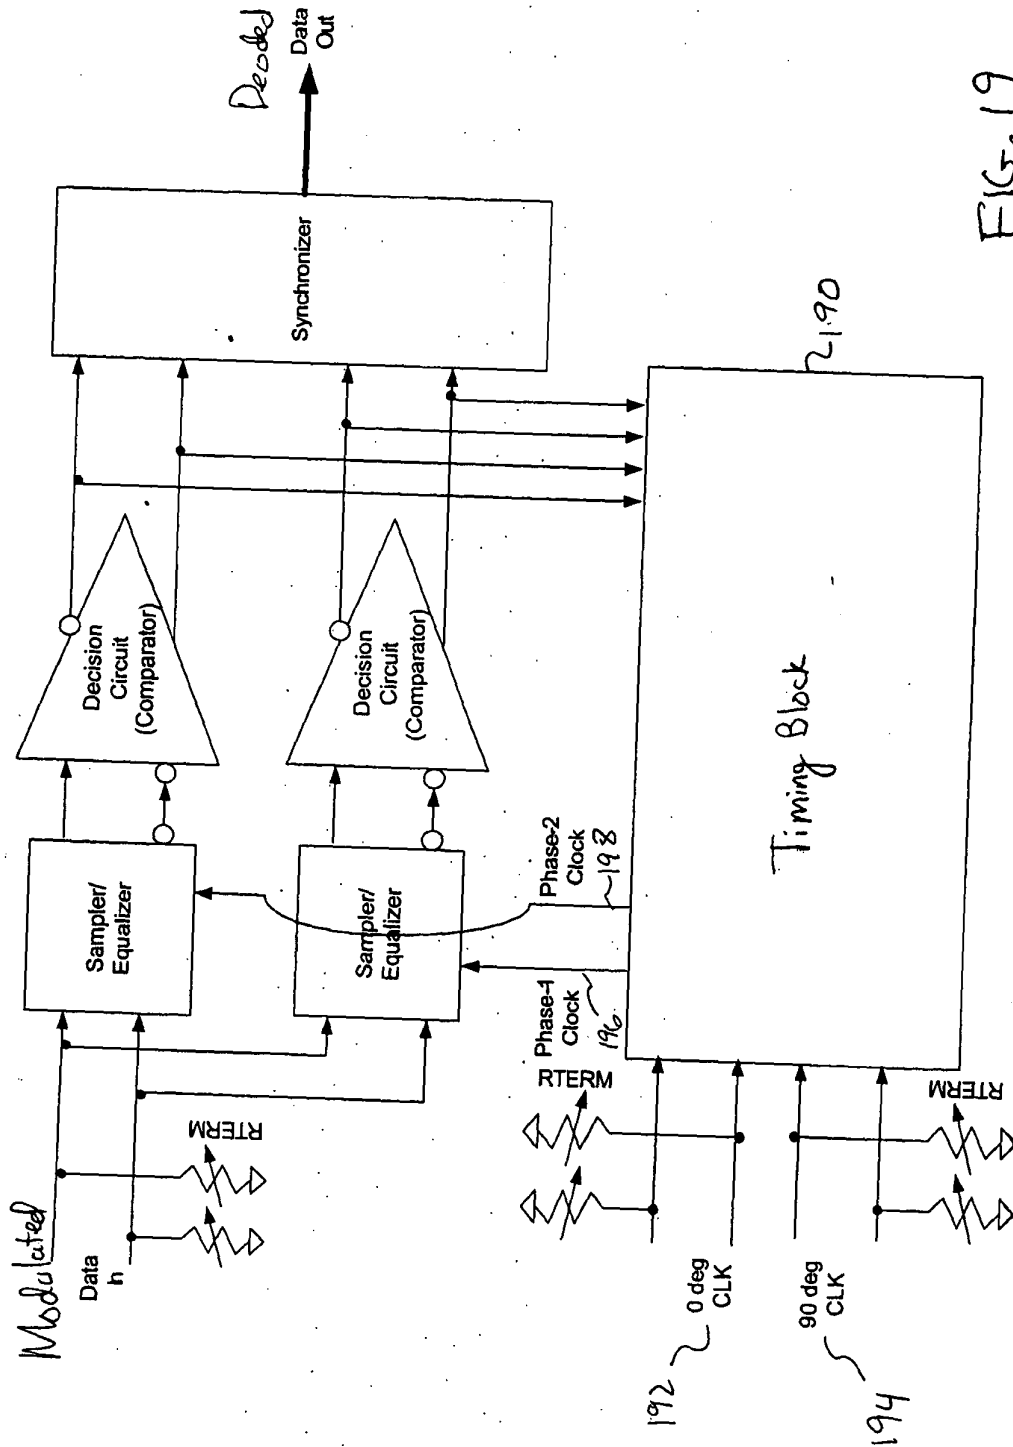 Modulated
Data
In
RTERM
Sampler/
Equalizer
Decision
Circuit
(Comparator)
Sampler/
Equalizer
Decision
Circuit
(Comparator)
Synchronizer
Decoded
Data
Out
Phase-1
Clock
196
Phase-2
Clock
198
RTERM
192
0 deg
CLK
90 deg
CLK
194
RTERM
Timing Block
190
FIG. 19